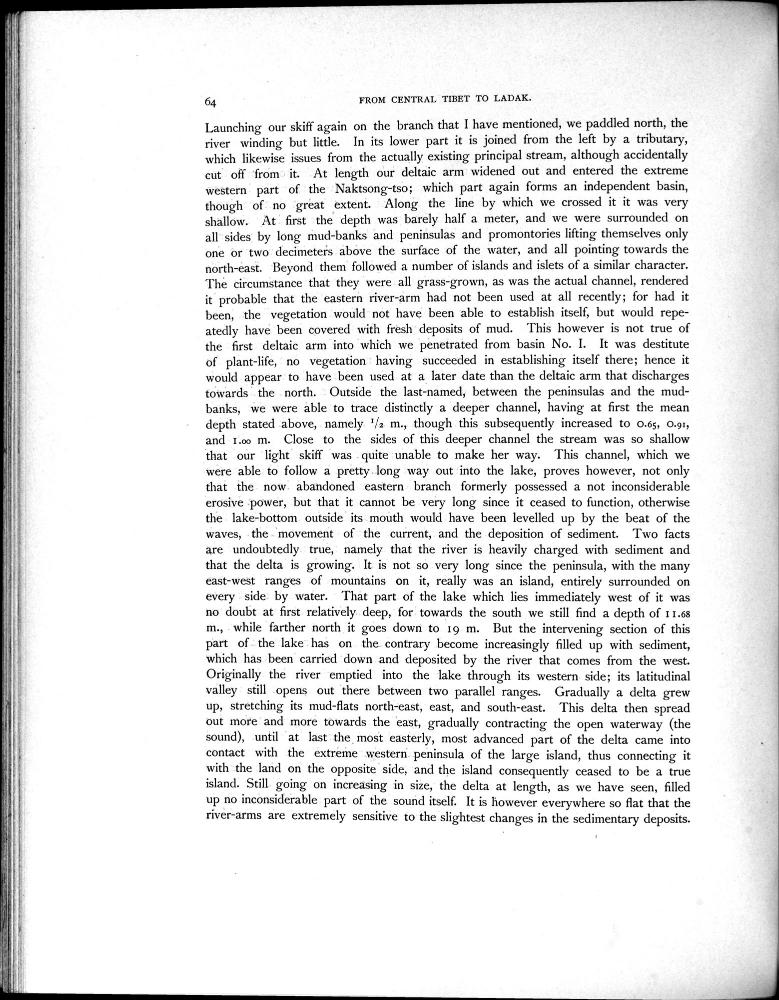 64
FROM CENTRAL TIBET TO LADAK.
Launching our skiff again on the branch that I have mentioned, we paddled north, the
river winding but little. In its lower part it is joined from the left by a tributary,
which likewise issues from the actually existing principal stream, although accidentally
cut off from it. At length our deltaic arm widened out and entered the extreme
western part of the Naktsong-tso; which part again forms an independent basin,
though of no great extent. Along the line by which we crossed it it was very
shallow. At first the depth was barely half a meter, and we were surrounded on
all sides by long mud-banks and peninsulas and promontories lifting themselves only
one or two decimeters above the surface of the water, and all pointing towards the
north-east. Beyond them followed a number of islands and islets of a similar character.
The circumstance that they were all grass-grown, as was the actual channel, rendered
it probable that the eastern river-arm had not been used at all recently; for had it
been, the vegetation would not have been able to establish itself, but would repe-
atedly have been covered with fresh deposits of mud. This however is not true of
the first deltaic arm into which we penetrated from basin No. I. It was destitute
of plant-life, no vegetation having succeeded in establishing itself there; hence it
would appear to have been used at a later date than the deltaic arm that discharges
towards the north. Outside the last-named, between the peninsulas and the mud-
banks, we were able to trace distinctly a deeper channel, having at first the mean
depth stated above, namely 1/2 m., though this subsequently increased to 0.65, 0.91,
and 1.00 m. Close to the sides of this deeper channel the stream was so shallow
that our light skiff was quite unable to make her way. This channel, which we
were able to follow a pretty long way out into the lake, proves however, not only
that the now abandoned eastern branch formerly possessed a not inconsiderable
erosive power, but that it cannot be very long since it ceased to function, otherwise
the lake-bottom outside its mouth would have been levelled up by the beat of the
waves, the movement of the current, and the deposition of sediment. Two facts
are undoubtedly true, namely that the river is heavily charged with sediment and
that the delta is growing. It is not so very long since the peninsula, with the many
east-west ranges of mountains on it, really was an island, entirely surrounded on
every side by water. That part of the lake which lies immediately west of it was
no doubt at first relatively deep, for towards the south we still find a depth of 11.68
m., while farther north it goes down to 19 m. But the intervening section of this
part of the lake has on the contrary become increasingly filled up with sediment,
which has been carried down and deposited by the river that comes from the west.
Originally the river emptied into the lake through its western side; its latitudinal
valley still opens out there between two parallel ranges. Gradually a delta grew
up, stretching its mud-flats north-east, east, and south-east. This delta then spread
out more and more towards the east, gradually contracting the open waterway (the
sound), until at last the most easterly, most advanced part of the delta came into
contact with the extreme western peninsula of the large island, thus connecting it
with the land on the opposite side, and the island consequently ceased to be a true
island. Still going on increasing in size, the delta at length, as we have seen, filled
up no inconsiderable part of the sound itself. It is however everywhere so flat that the
river-arms are extremely sensitive to the slightest changes in the sedimentary deposits.